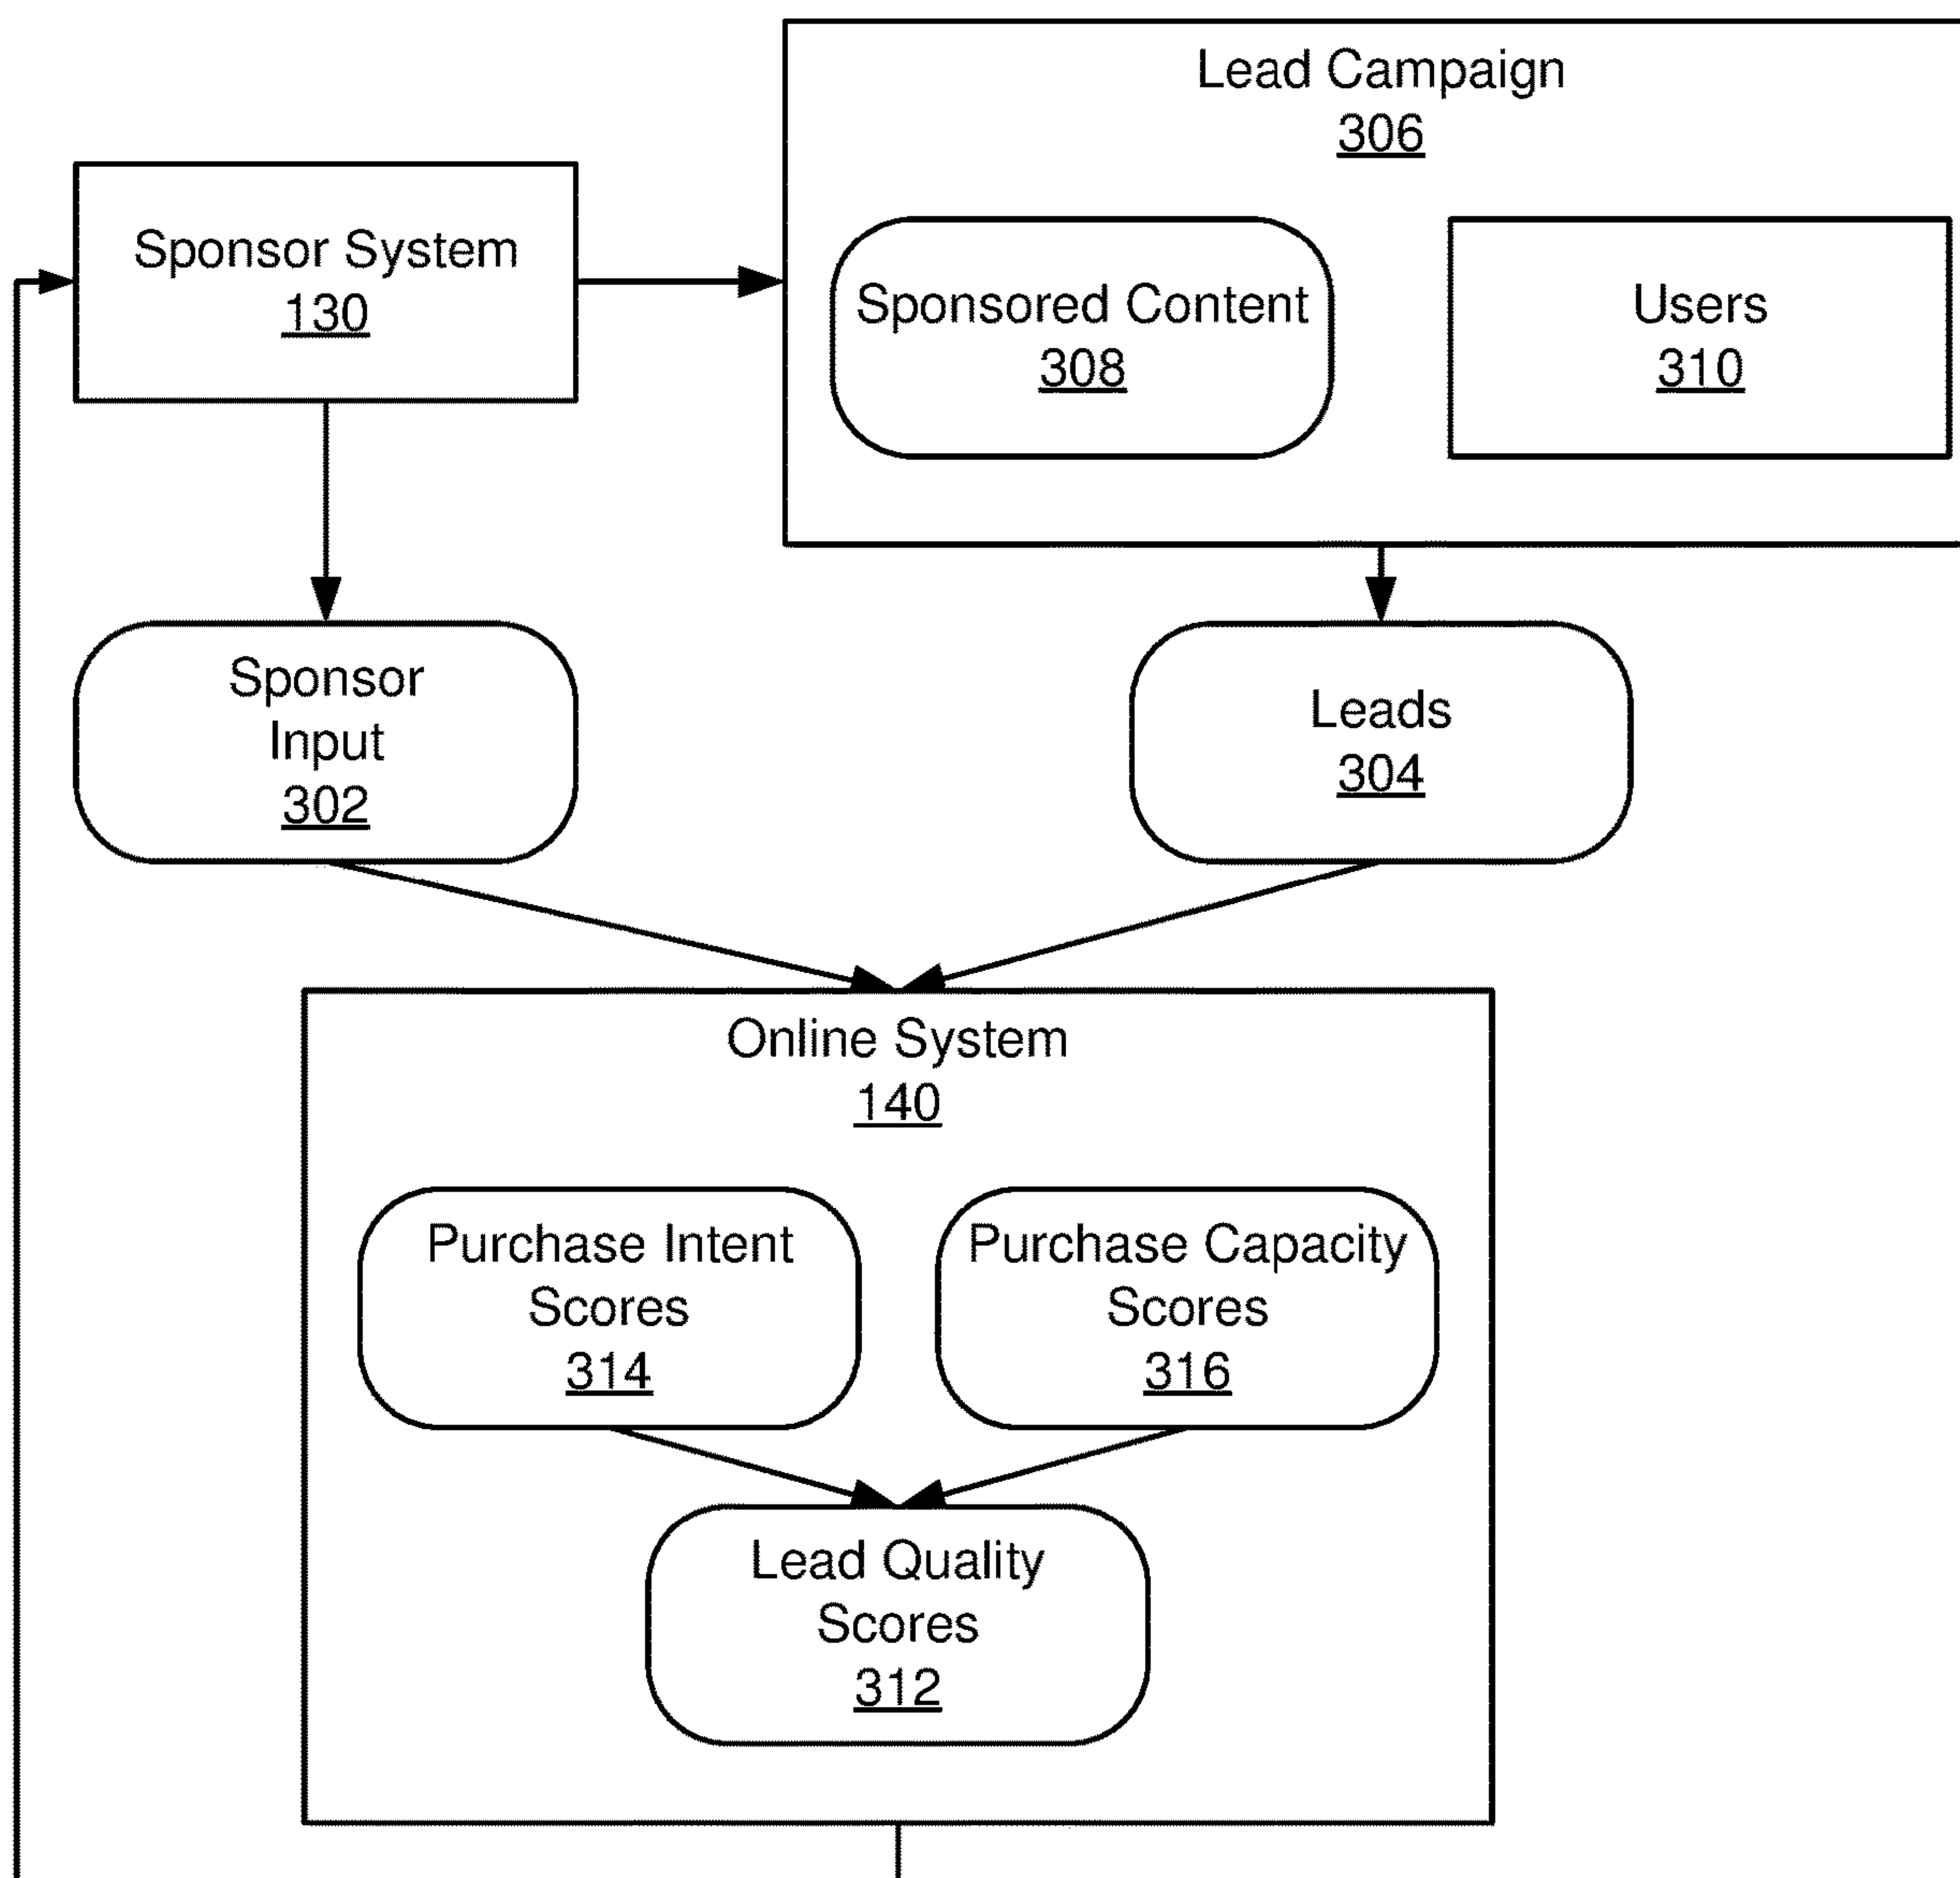 Lead Campaign
306
Sponsor System
130
Sponsored Content
308
Users
310
Sponsor
Input
302
Leads
304
Online System
140
Purchase Intent
Scores
314
Purchase Capacity
Scores
316
Lead Quality
Scores
312